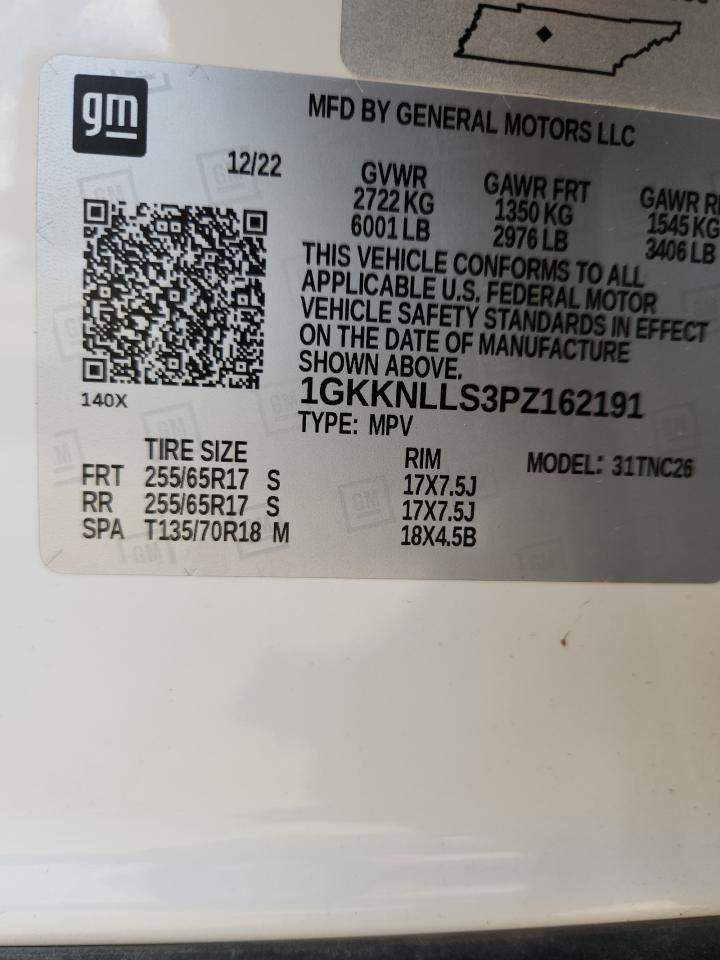 gm
MFD BY GENERAL MOTORS LLC
12/22
GVWR
2722 KG
6001 LB
GAWR FRT
1350 KG
2976 LB
GAWR R
1545 KG
3406 LB
THIS VEHICLE CONFORMS TO ALL
APPLICABLE U.S. FEDERAL MOTOR
VEHICLE SAFETY STANDARDS IN EFFECT
ON THE DATE OF MANUFACTURE
SHOWN ABOVE.
140X
1GKKNLLS3PZ162191
TYPE: MPV
TIRE SIZE RIM MODEL: 31TNC26
FRT 255/65R17 S 17X7.5J
RR 255/65R17 S 17X7.5J
SPA T135/70R18 M 18X4.5B